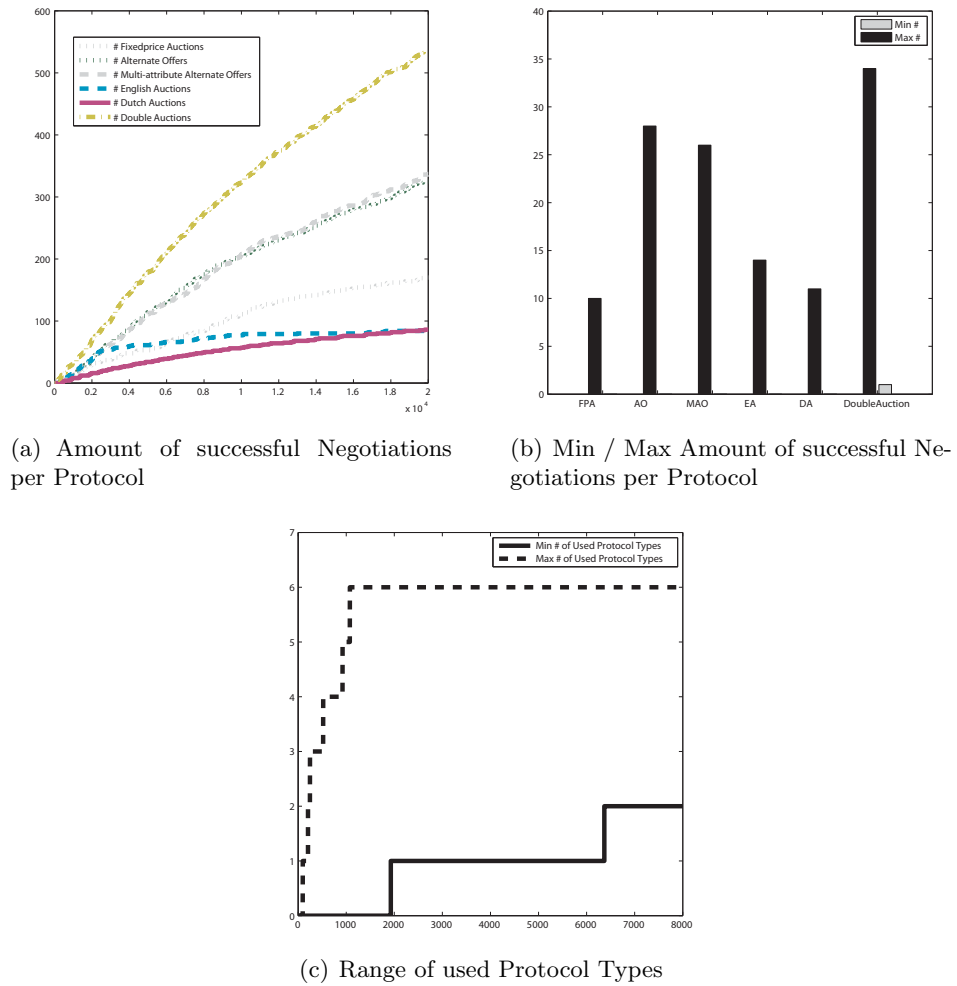 600
500
400
300
200
100
0
# Fixedprice Auctions
# Alternate Offers
# Multi-attribute Alternate Offers
# English Auctions
# Dutch Auctions
# Double Auctions
0 0.2 0.4 0.6 0.8 1 1.2 1.4 1.6 1.8 2
x 10⁴
40
35
30
25
20
15
10
5
0
Min #
Max #
FPA AO MAO EA DA DoubleAuction
(a) Amount of successful Negotiations
per Protocol
(b) Min / Max Amount of successful Ne-
gotiations per Protocol
7
6
5
4
3
2
1
0
Min # of Used Protocol Types
Max # of Used Protocol Types
0 1000 2000 3000 4000 5000 6000 7000 8000
(c) Range of used Protocol Types